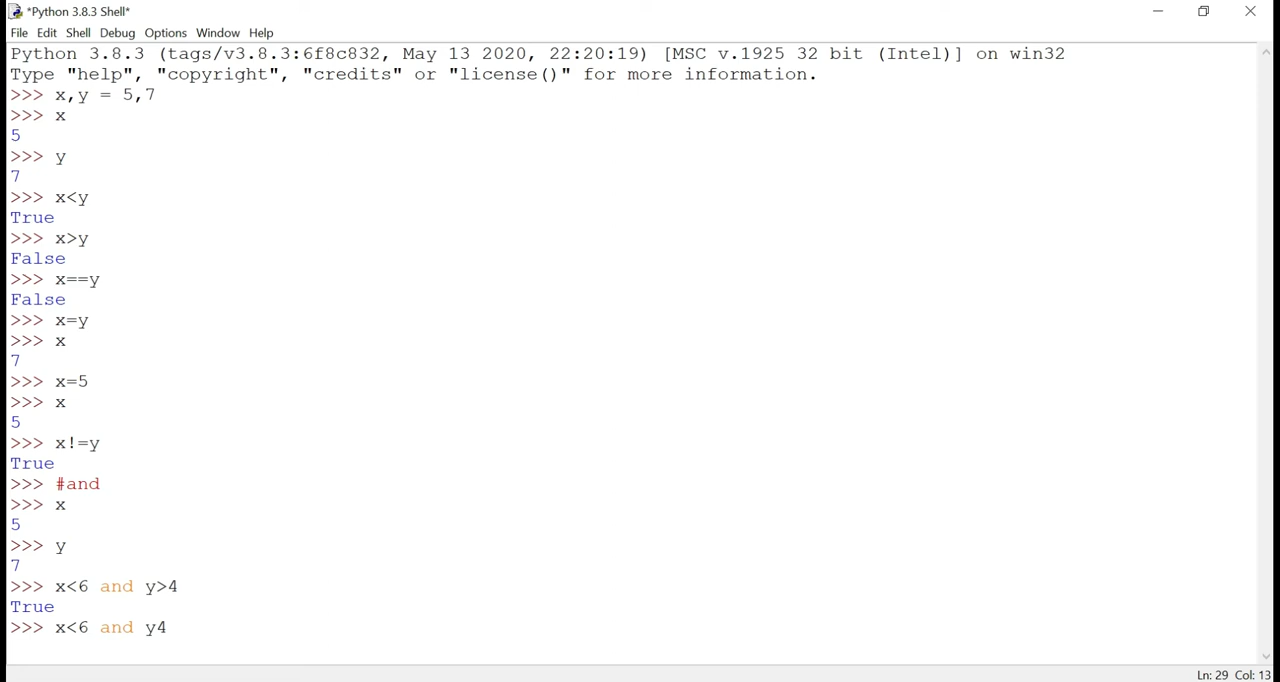 *Python 3.8.3 Shell*
File Edit Shell Debug Options Window Help
Python 3.8.3 (tags/v3.8.3:6f8c832, May 13 2020, 22:20:19) [MSC v.1925 32 bit (Intel)] on win32
Type "help", "copyright", "credits" or "license()" for more information.
>>> x,y = 5,7
>>> x
5
>>> y
7
>>> x<y
True
>>> x>y
False
>>> x==y
False
>>> x=y
>>> x
7
>>> x=5
>>> x
5
>>> x!=y
True
>>> #and
>>> x
5
>>> y
7
>>> x<6 and y>4
True
>>> x<6 and y4
Ln: 29 Col: 13